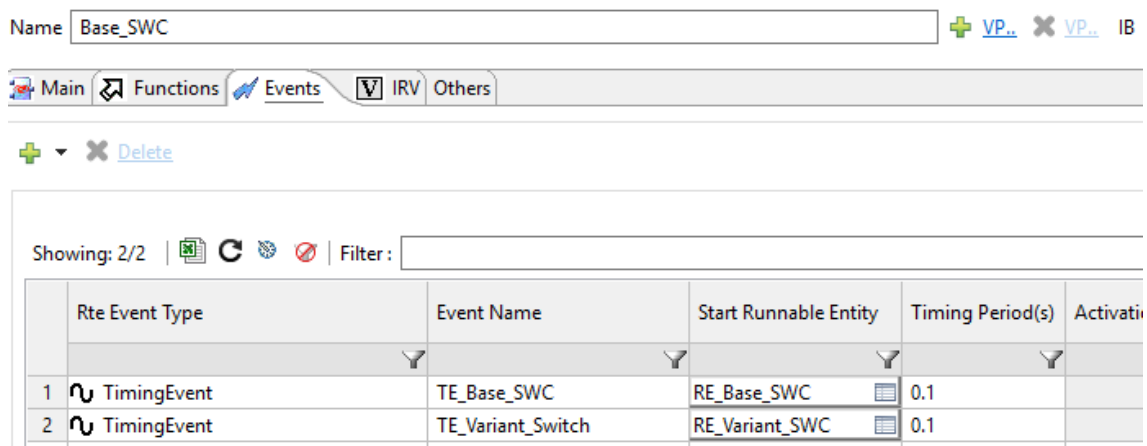 Name Base_SWC VP.. VP.. IB
Main Functions Events V IRV Others
Delete
Showing: 2/2 Filter :
Rte Event Type Event Name Start Runnable Entity Timing Period(s) Activati
1 TimingEvent TE_Base_SWC RE_Base_SWC 0.1
2 TimingEvent TE_Variant_Switch RE_Variant_SWC 0.1